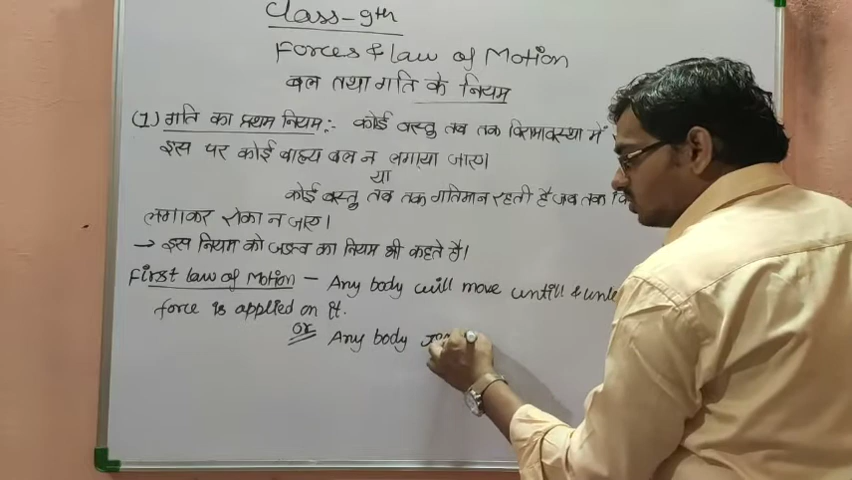 Class-9th
Forces & law of Motion
बल तथा गति के नियम
(1) गति का प्रथम नियम:- कोई वस्तु तब तक विरामावस्था में
इस पर कोई बाह्य बल न लगाया जाए।
या
कोई वस्तु तब तक गतिमान रहती है जब तक
लगाकर रोका न जाए।
→ इस नियम को जड़त्व का नियम भी कहते है।
First law of Motion - Any body will move untill &
force is applied on it.
or Any body